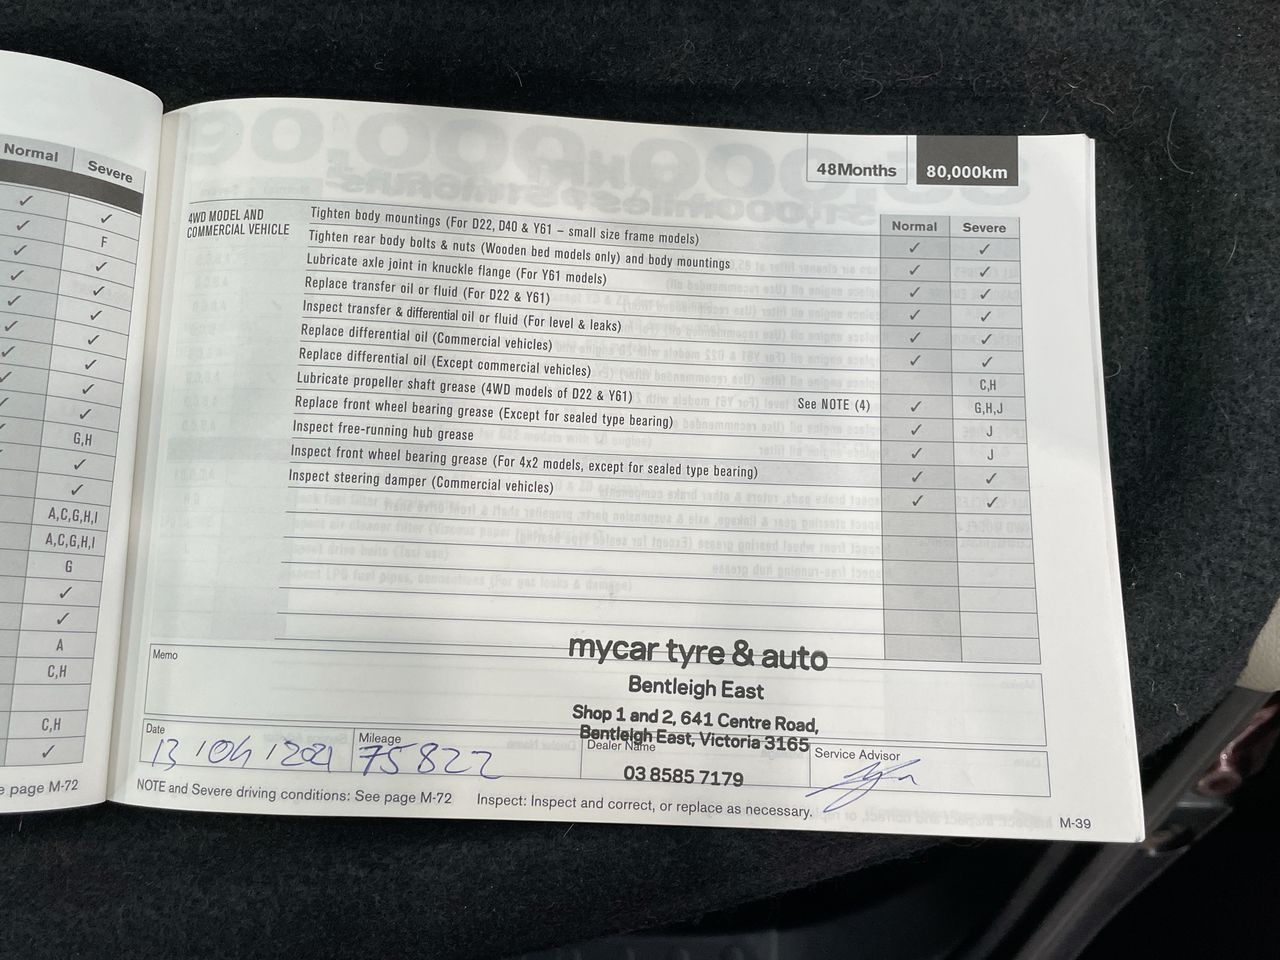 Normal Severe
✓ ✓
✓ F
✓ ✓
✓ ✓
✓ ✓
✓ ✓
✓ ✓
✓ ✓
✓ ✓
G,H
✓ ✓
✓
A,C,G,H,I
A,C,G,H,I
G
✓
✓
A
C,H
C,H
✓
e page M-72
48Months 80,000km
Normal Severe
4WD MODEL AND
COMMERCIAL VEHICLE
Tighten body mountings (For D22, D40 & Y61 – small size frame models) ✓ ✓
Tighten rear body bolts & nuts (Wooden bed models only) and body mountings ✓ ✓
Lubricate axle joint in knuckle flange (For Y61 models) ✓ ✓
Replace transfer oil or fluid (For D22 & Y61) ✓ ✓
Inspect transfer & differential oil or fluid (For level & leaks) ✓ ✓
Replace differential oil (Commercial vehicles) C,H
Replace differential oil (Except commercial vehicles) See NOTE (4) ✓ G,H,J
Lubricate propeller shaft grease (4WD models of D22 & Y61) ✓ J
Replace front wheel bearing grease (Except for sealed type bearing) ✓ J
Inspect free-running hub grease ✓ ✓
Inspect front wheel bearing grease (For 4x2 models, except for sealed type bearing) ✓ ✓
Inspect steering damper (Commercial vehicles)
mycar tyre & auto
Bentleigh East
Shop 1 and 2, 641 Centre Road,
Bentleigh East, Victoria 3165
03 8585 7179
Memo
Date Mileage Dealer Name Service Advisor
13/04/2021 75822
NOTE and Severe driving conditions: See page M-72 Inspect: Inspect and correct, or replace as necessary.
M-39